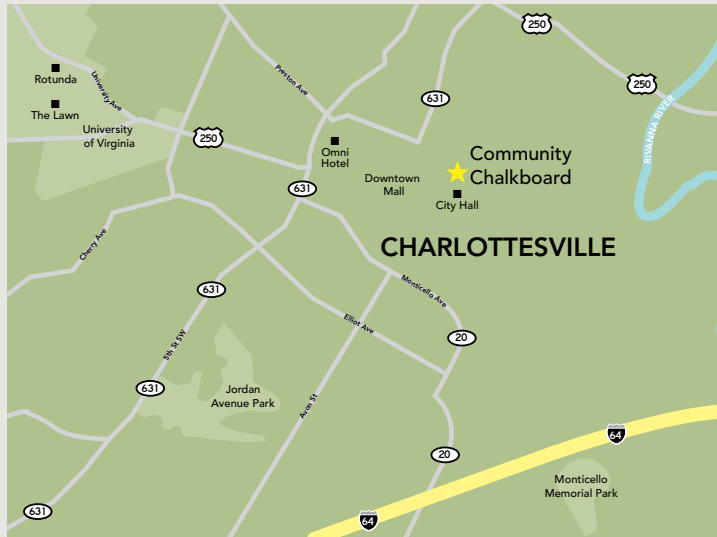 250
250
Rotunda
University Ave
Preston Ave
The Lawn
631
University
of Virginia
250
RIVANNA RIVER
Omni
Hotel
Community
Chalkboard
Downtown
Mall
631
City Hall
CHARLOTTESVILLE
Cherry Ave
631
Monticello Ave
Elliot Ave
20
5th St SW
631
Jordan
Avenue Park
Avon St
64
20
Monticello
Memorial Park
631
64